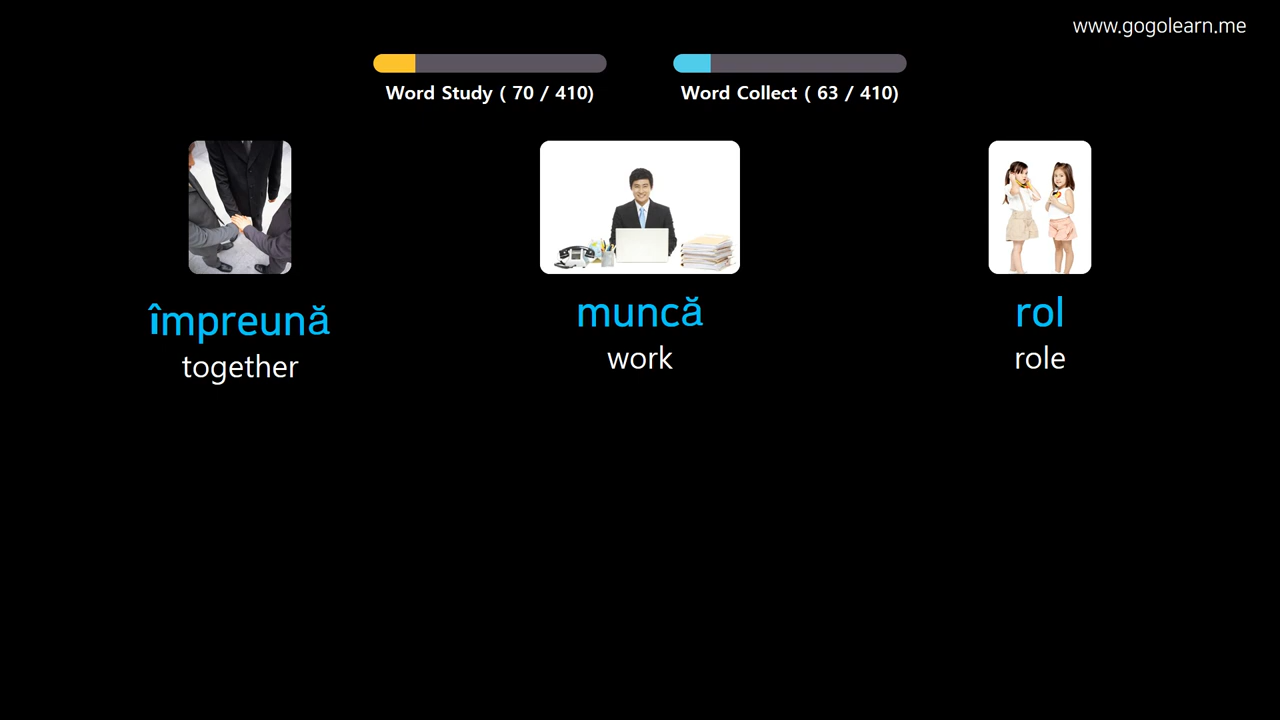 www.gogolearn.me
Word Study ( 70 / 410)
Word Collect ( 63 / 410)
împreună
together
muncă
work
rol
role